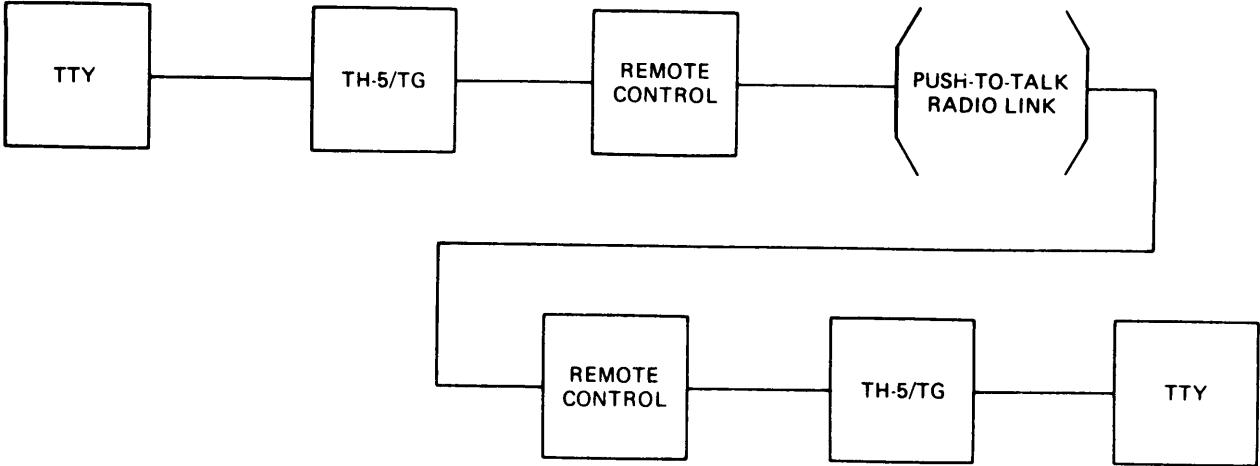 TTY
TH-5/TG
REMOTE
CONTROL
PUSH-TO-TALK
RADIO LINK
REMOTE
CONTROL
TH-5/TG
TTY